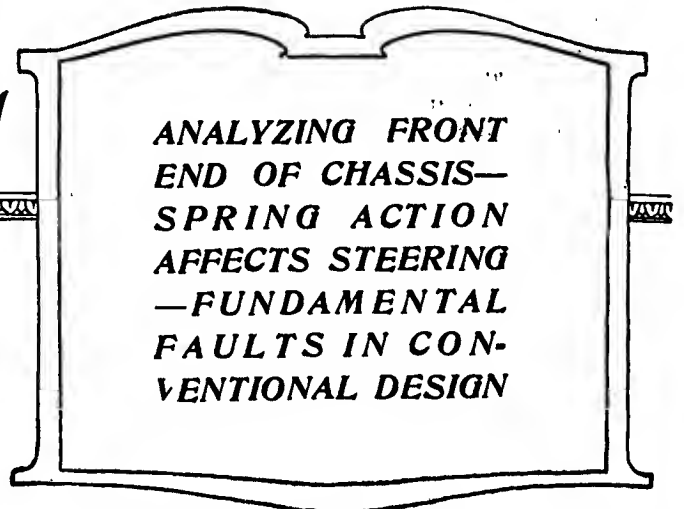 ANALYZING FRONT
END OF CHASSIS—
SPRING ACTION
AFFECTS STEERING
—FUNDAMENTAL
FAULTS IN CON-
VENTIONAL DESIGN